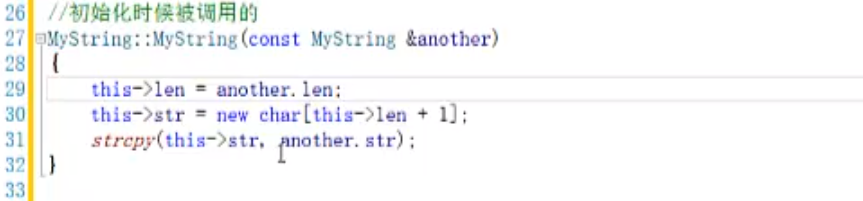 26 //初始化时候被调用的
27 MyString::MyString(const MyString &another)
28 {
29 this->len = another.len;
30 this->str = new char[this->len + 1];
31 strcpy(this->str, another.str);
32 }
33